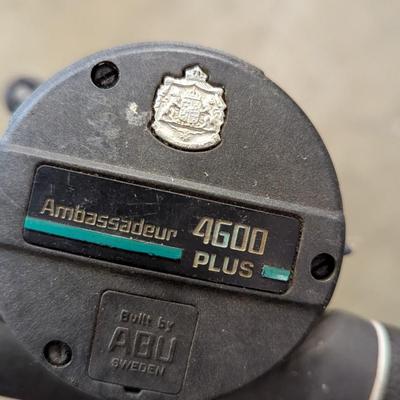 Ambassadeur 4600
PLUS
Built by
ABU
SWEDEN